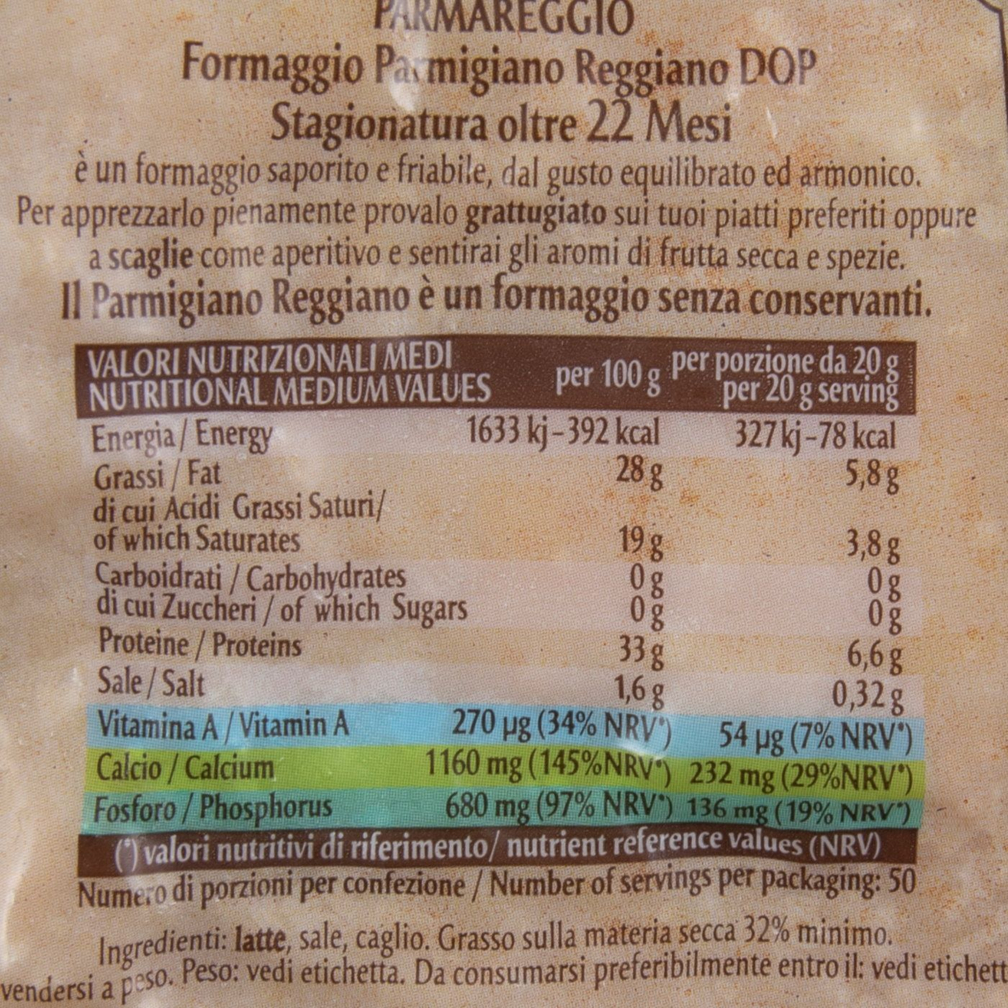 PARMAREGGIO
Formaggio Parmigiano Reggiano DOP
Stagionatura oltre 22 Mesi
è un formaggio saporito e friabile, dal gusto equilibrato ed armonico.
Per apprezzarlo pienamente provalo grattugiato sui tuoi piatti preferiti oppure
a scaglie come aperitivo e sentirai gli aromi di frutta secca e spezie.
Il Parmigiano Reggiano è un formaggio senza conservanti.
VALORI NUTRIZIONALI MEDI per 100 g per porzione da 20 g
NUTRITIONAL MEDIUM VALUES per 20 g serving
Energia / Energy 1633 kj-392 kcal 327 kj-78 kcal
Grassi / Fat 28 g 5,8 g
di cui Acidi Grassi Saturi/
of which Saturates 19 g 3,8 g
Carboidrati / Carbohydrates 0 g 0 g
di cui Zuccheri / of which Sugars 0 g 0 g
Proteine / Proteins 33 g 6,6 g
Sale / Salt 1,6 g 0,32 g
Vitamina A / Vitamin A 270 µg (34% NRV*) 54 µg (7% NRV*)
Calcio / Calcium 1160 mg (145%NRV*) 232 mg (29%NRV*)
Fosforo / Phosphorus 680 mg (97% NRV*) 136 mg (19% NRV*)
(*) valori nutritivi di riferimento/ nutrient reference values (NRV)
Numero di porzioni per confezione / Number of servings per packaging: 50
Ingredienti: latte, sale, caglio. Grasso sulla materia secca 32% minimo.
vendersi a peso. Peso: vedi etichetta. Da consumarsi preferibilmente entro il: vedi etichett